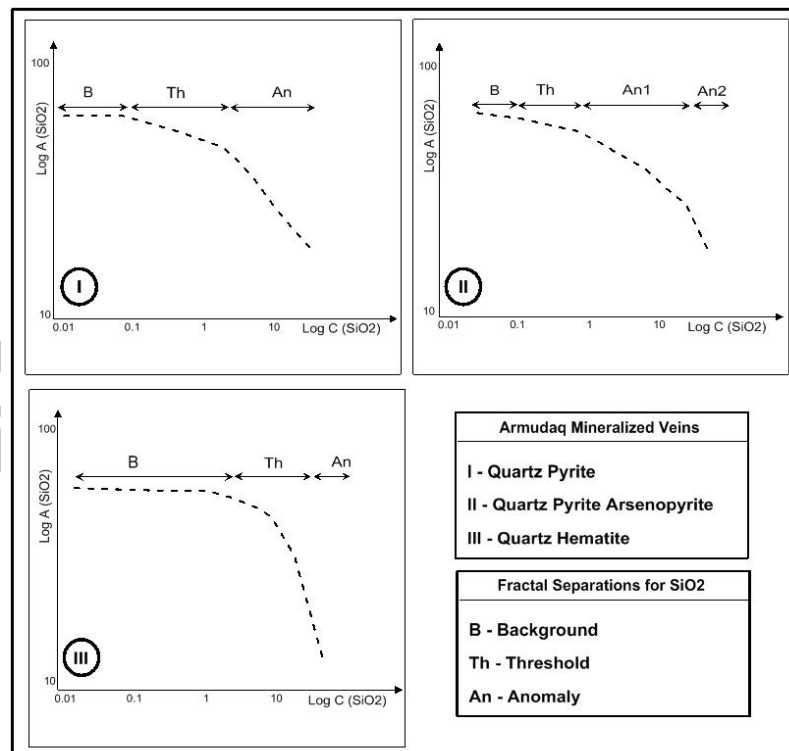 100
B Th An
Log A (SiO2)
I
10
0.01 0.1 1 10
Log C (SiO2)
100
B Th An1 An2
Log A (SiO2)
II
10
0.01 0.1 1 10
Log C (SiO2)
100
B Th An
Log A (SiO2)
III
10
0.01 0.1 1 10
Log C (SiO2)
Armudaq Mineralized Veins
I - Quartz Pyrite
II - Quartz Pyrite Arsenopyrite
III - Quartz Hematite
Fractal Separations for SiO2
B - Background
Th - Threshold
An - Anomaly